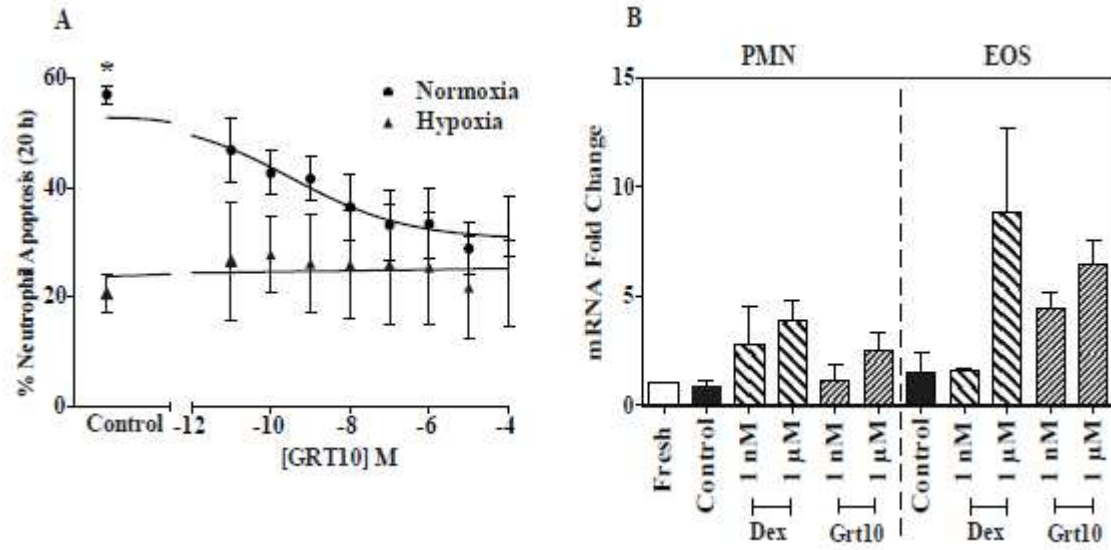 A
B
% Neutrophil Apoptosis (20 h)
60
40
20
0
*
Normoxia
Hypoxia
Control
-12
-10
-8
-6
-4
[GRT10] M
PMN
EOS
mRNA Fold Change
15
10
5
0
Fresh
Control
1 nM
1 µM
1 nM
1 µM
Control
1 nM
1 µM
1 nM
1 µM
Dex
Grt10
Dex
Grt10